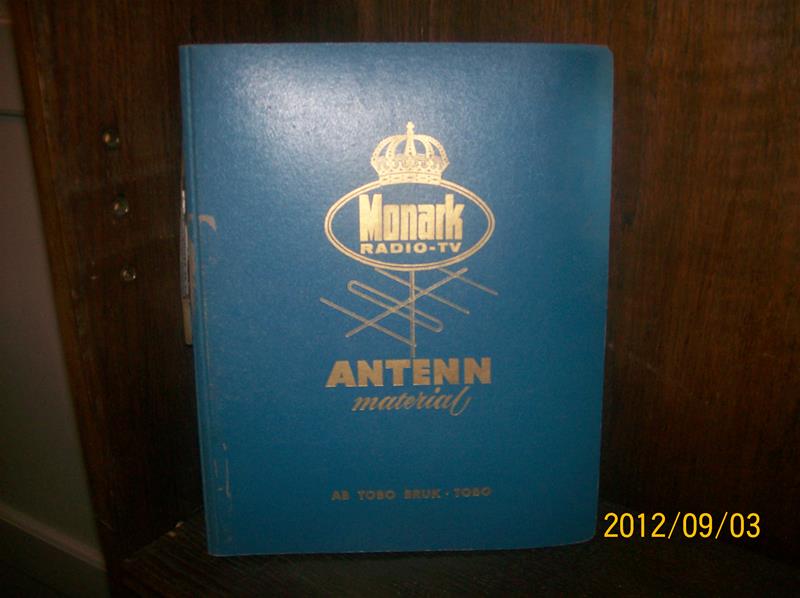 Monark
RADIO-TV
ANTENN
material
AB TOBO BRUK · TOBO
2012/09/03